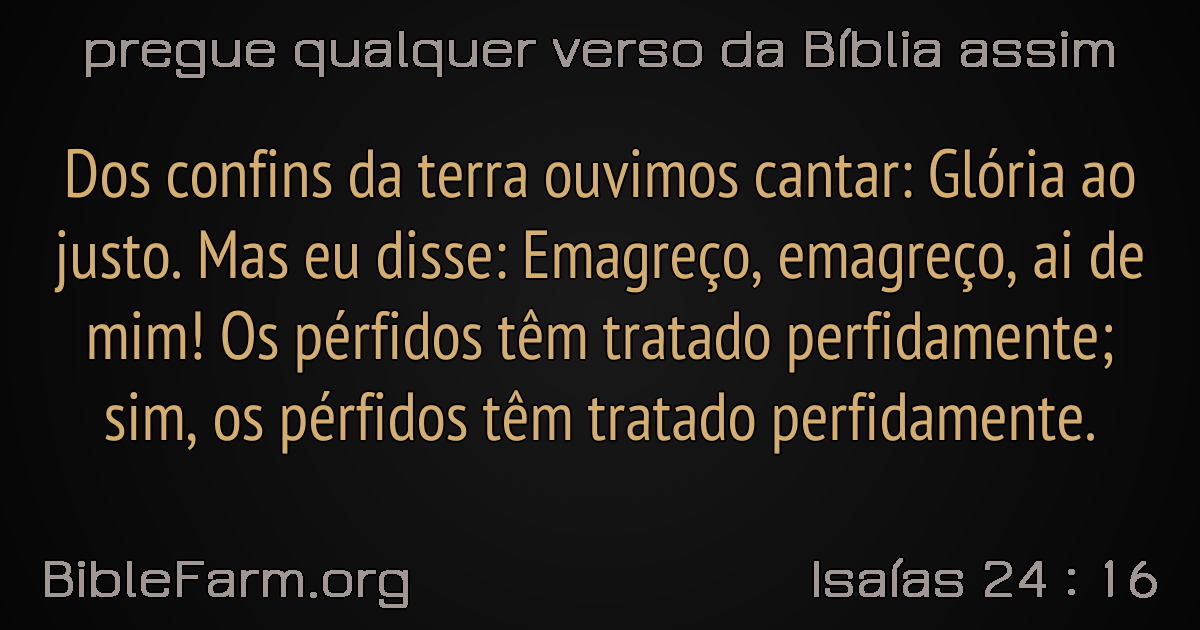 pregue qualquer verso da Bíblia assim
Dos confins da terra ouvimos cantar: Glória ao
justo. Mas eu disse: Emagreço, emagreço, ai de
mim! Os pérfidos têm tratado perfidamente;
sim, os pérfidos têm tratado perfidamente.
BibleFarm.org
Isaías 24 : 16